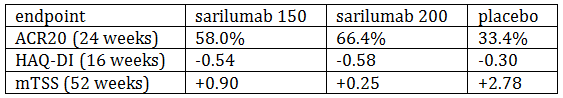 endpoint sarilumab 150 sarilumab 200 placebo
ACR20 (24 weeks) 58.0% 66.4% 33.4%
HAQ-DI (16 weeks -0.54 -0.58 -0.30
mTSS (52 weeks) +0.90 +0.25 +2.78